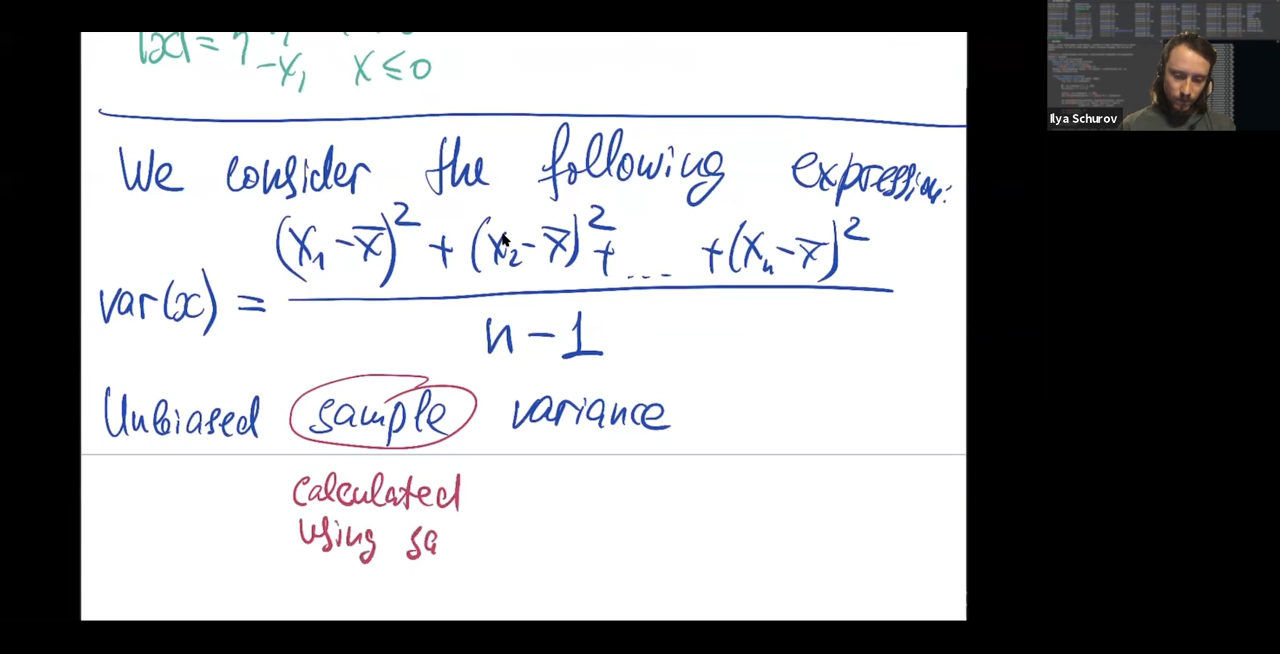 |x| =
-x, x ≤ 0
We consider the following expression:
(x₁ - x̅)² + (x₂ - x̅)² + ... + (xₙ - x̅)²
var(x) =
n - 1
Unbiased sample variance
calculated
using sa
Ilya Schurov